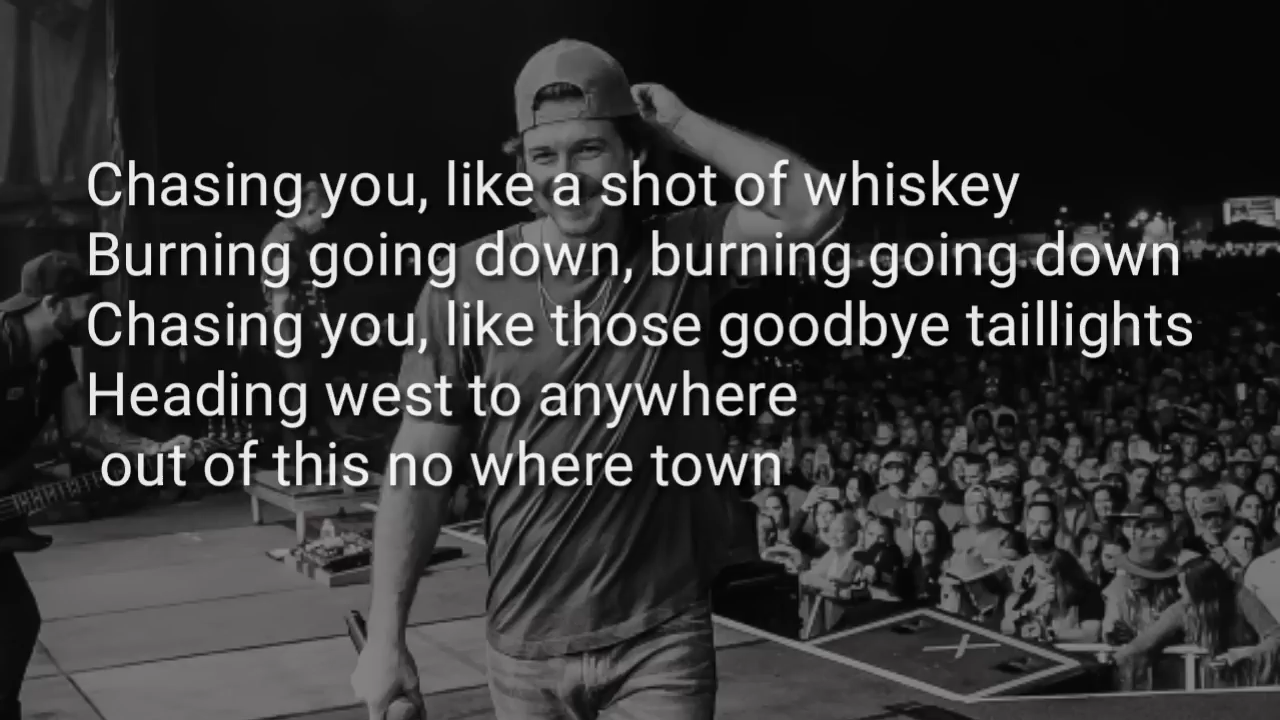 Chasing you, like a shot of whiskey
Burning going down, burning going down
Chasing you, like those goodbye taillights
Heading west to anywhere
out of this no where town